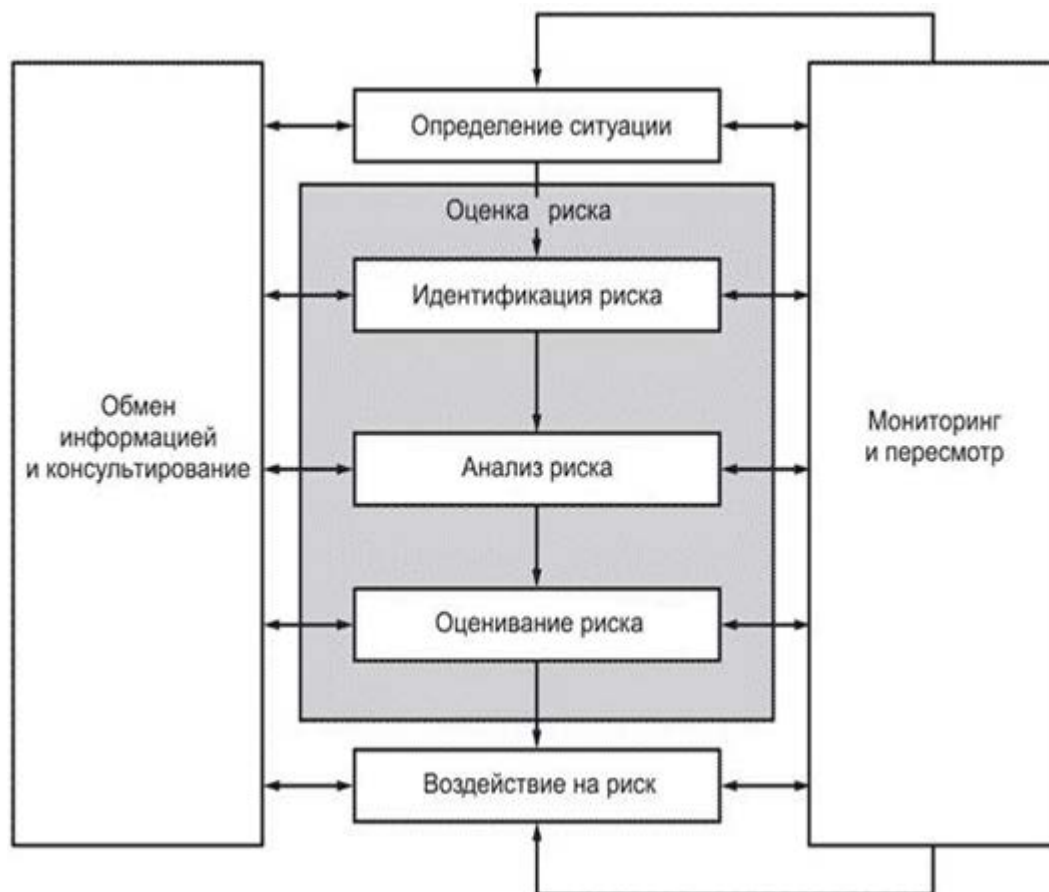 Определение ситуации
Оценка риска
Идентификация риска
Обмен
информацией
и консультирование
Анализ риска
Мониторинг
и пересмотр
Оценивание риска
Воздействие на риск